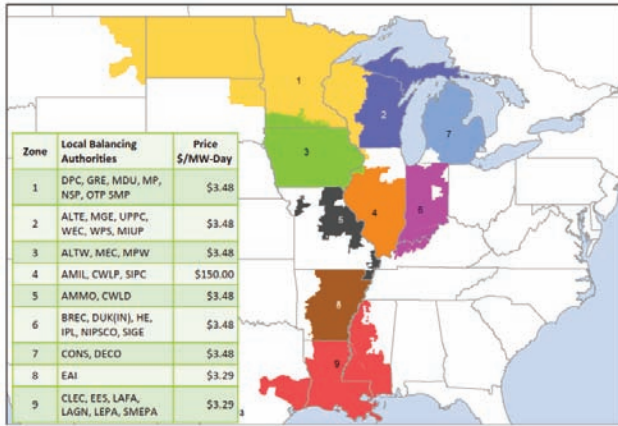 Zone Local Balancing Authorities Price $/MW-Day
1 DPC, GRE, MDU, MP, NSP, OTP SMP $3.48
2 ALTE, MGE, UPPC, WEC, WPS, MIUP $3.48
3 ALTW, MEC, MPW $3.48
4 AMIL, CWLP, SIPC $150.00
5 AMMO, CWLD $3.48
6 BREC, DUK(IN), HE, IPL, NIPSCO, SIGE $3.48
7 CONS, DECO $3.48
8 EAI $3.29
9 CLEC, EES, LAFA, LAGN, LEPA, SMEPA $3.29
1
2
7
3
4
6
5
8
9